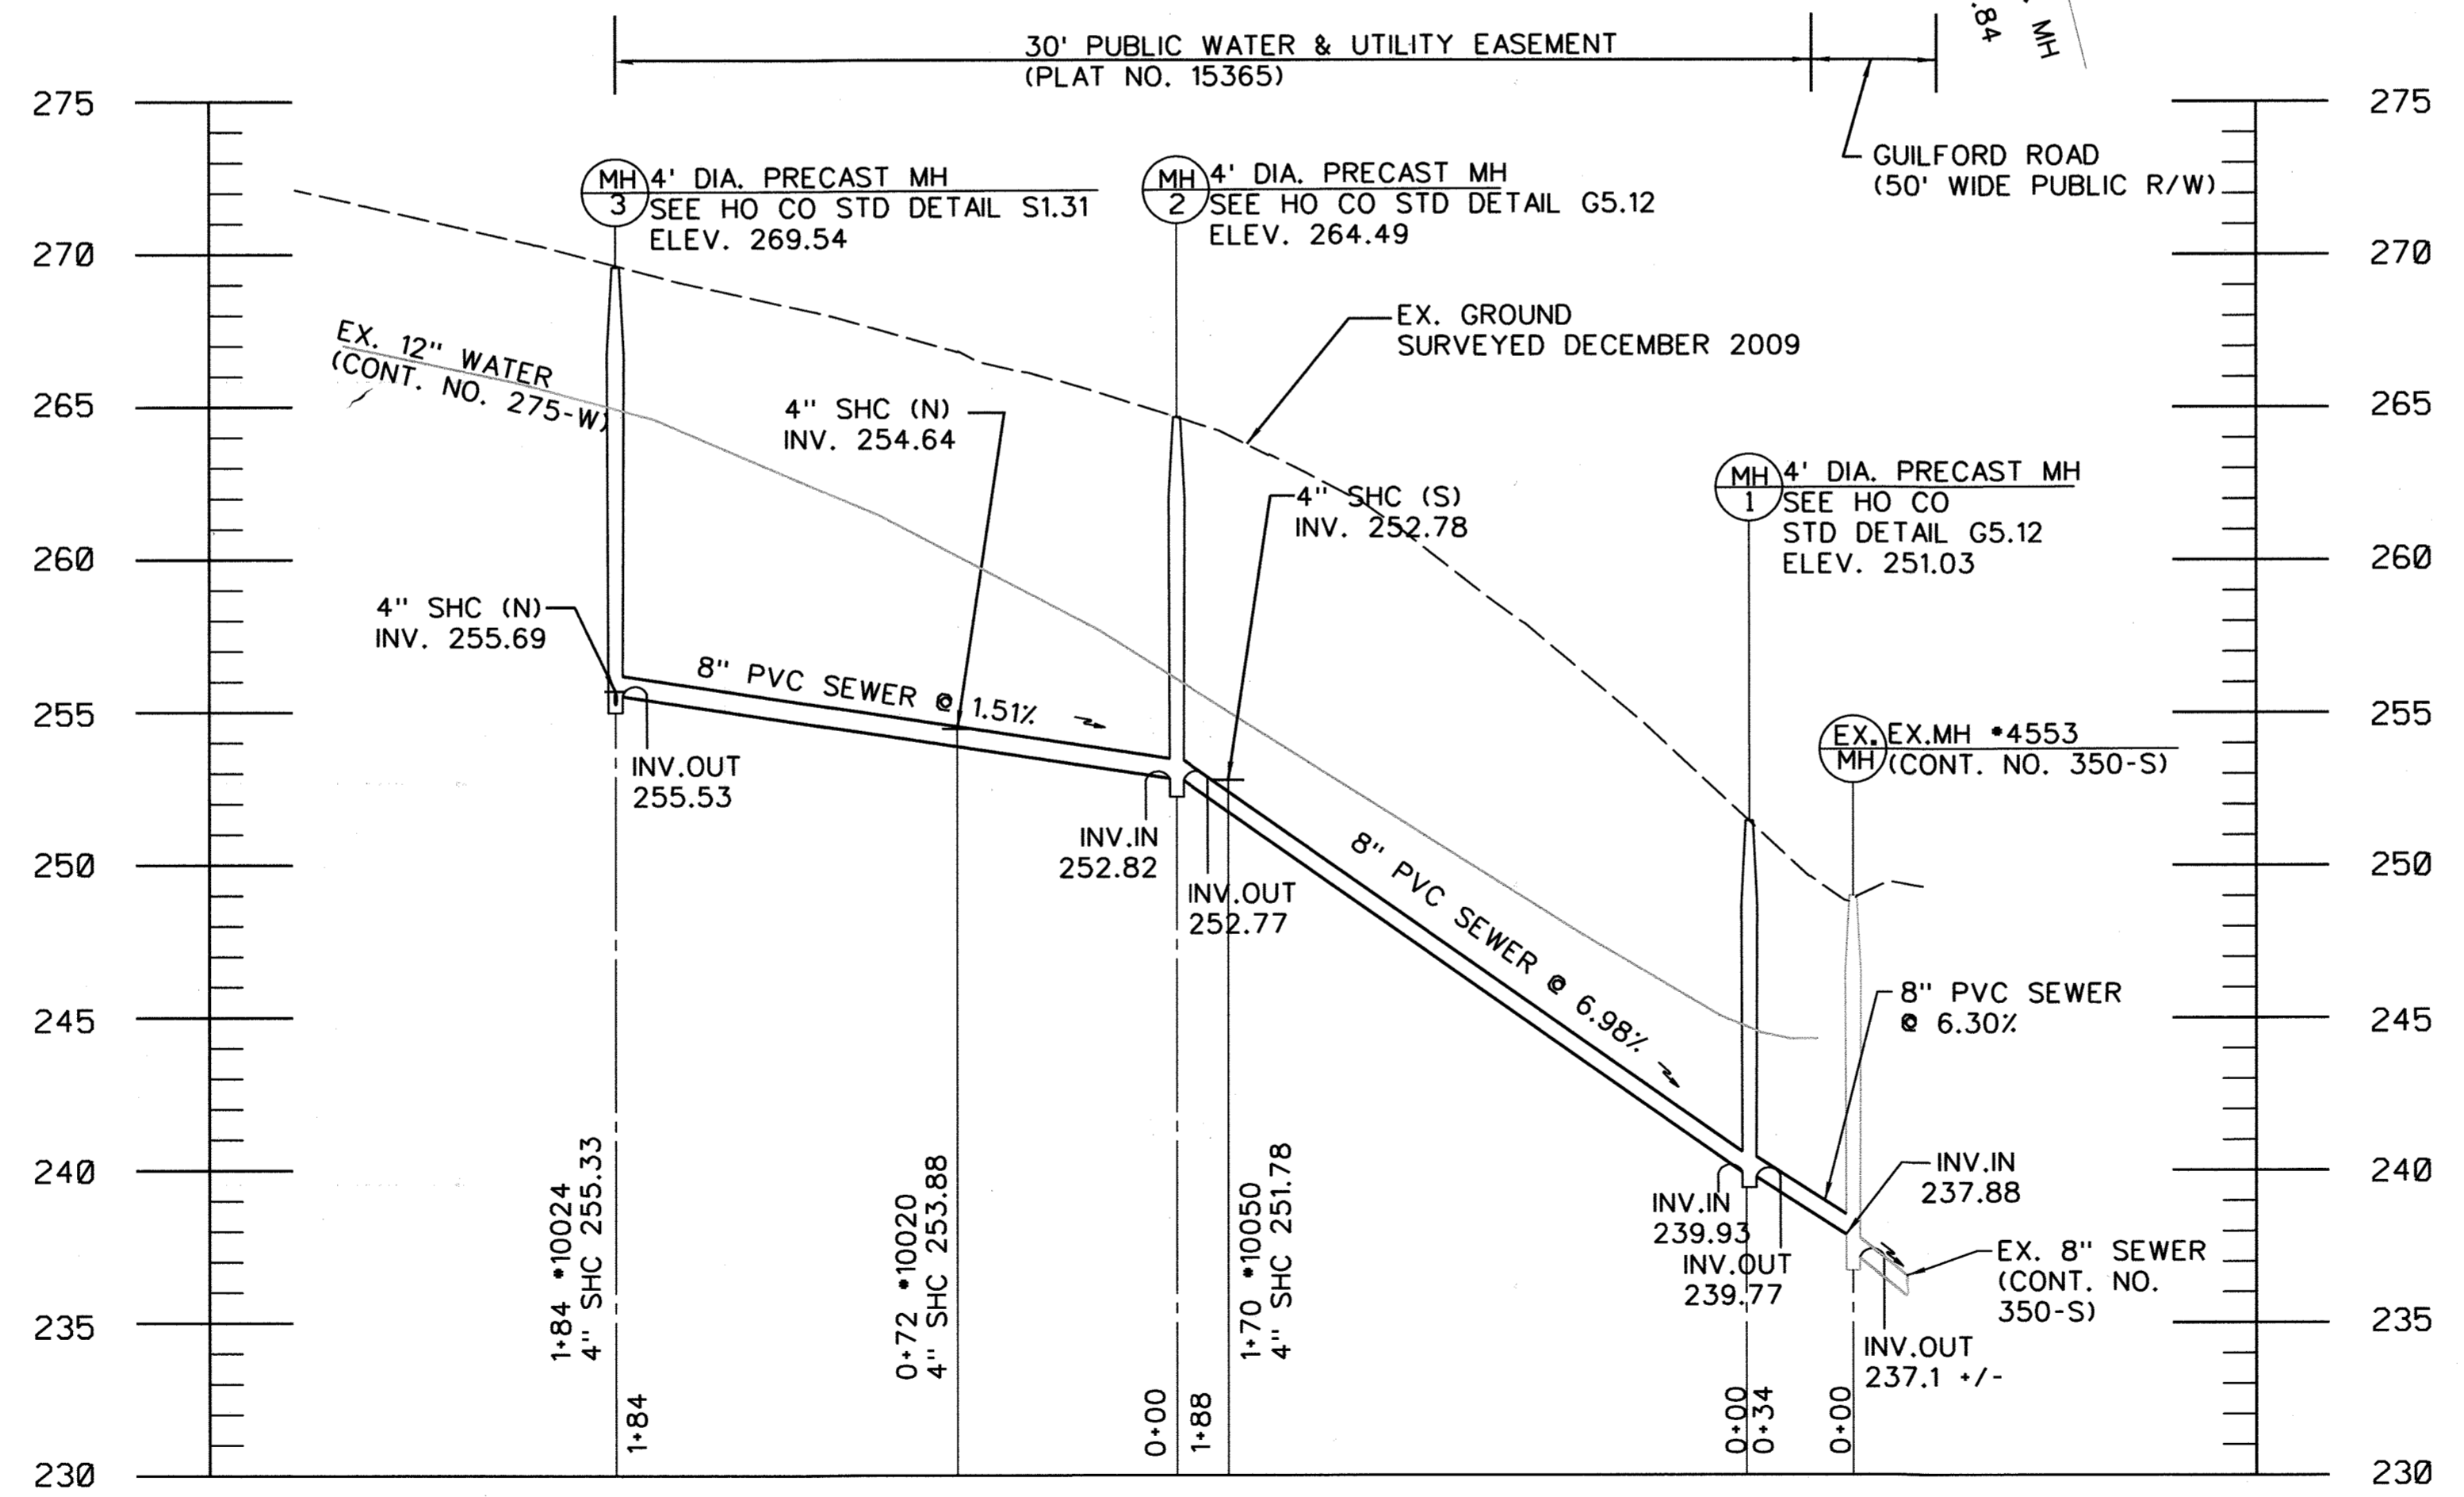 .84
MH
30' PUBLIC WATER & UTILITY EASEMENT
(PLAT NO. 15365)
275
275
GUILFORD ROAD
(50' WIDE PUBLIC R/W)
MH
3
4' DIA. PRECAST MH
SEE HO CO STD DETAIL S1.31
ELEV. 269.54
MH
2
4' DIA. PRECAST MH
SEE HO CO STD DETAIL G5.12
ELEV. 264.49
270
270
EX. GROUND
SURVEYED DECEMBER 2009
EX. 12" WATER
(CONT. NO. 275-W)
265
265
4" SHC (N)
INV. 254.64
4" SHC (S)
INV. 252.78
MH
1
4' DIA. PRECAST MH
SEE HO CO
STD DETAIL G5.12
ELEV. 251.03
260
260
4" SHC (N)
INV. 255.69
8" PVC SEWER @ 1.51%
255
255
INV.OUT
255.53
EX.
MH
EX.MH #4553
(CONT. NO. 350-S)
INV.IN
252.82
INV.OUT
252.77
250
250
8" PVC SEWER @ 6.98%
8" PVC SEWER
@ 6.30%
245
245
240
240
INV.IN
237.88
INV.IN
239.93
INV.OUT
239.77
EX. 8" SEWER
(CONT. NO.
350-S)
INV.OUT
237.1 +/-
235
235
1+84 #10024
4" SHC 255.33
0+72 #10020
4" SHC 253.88
1+70 #10050
4" SHC 251.78
1+84
0+00
1+88
0+00
0+34
0+00
230
230